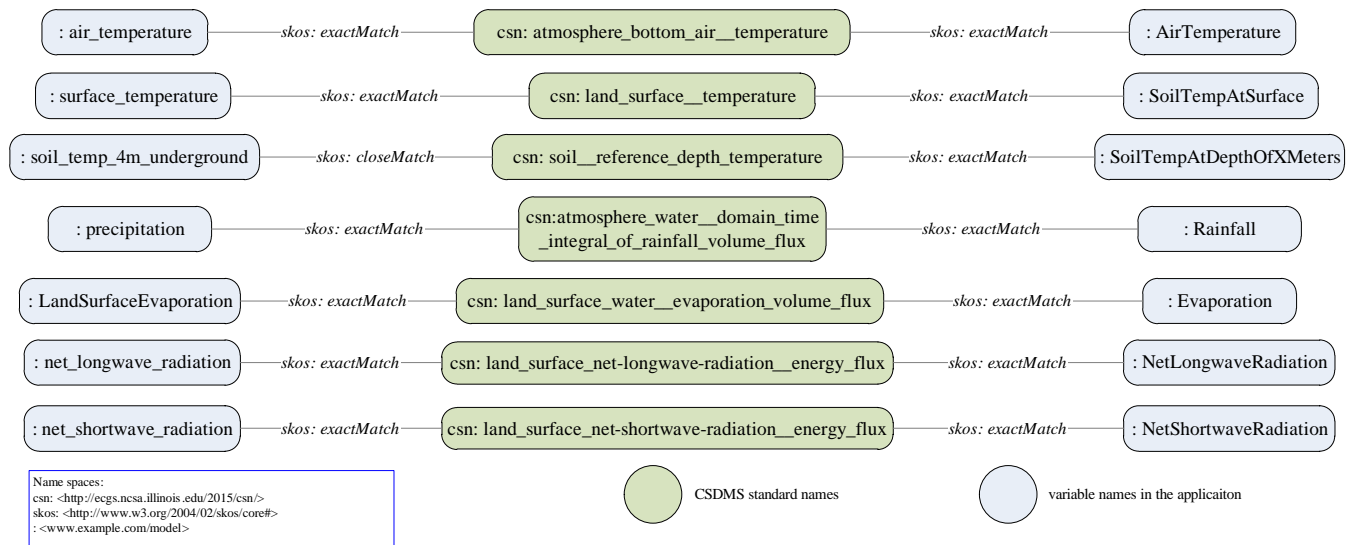 : air_temperature skos: exactMatch csn: atmosphere_bottom_air__temperature skos: exactMatch : AirTemperature
: surface_temperature skos: exactMatch csn: land_surface__temperature skos: exactMatch : SoilTempAtSurface
: soil_temp_4m_underground skos: closeMatch csn: soil__reference_depth_temperature skos: exactMatch : SoilTempAtDepthOfXMeters
: precipitation skos: exactMatch csn:atmosphere_water__domain_time
_integral_of_rainfall_volume_flux skos: exactMatch : Rainfall
: LandSurfaceEvaporation skos: exactMatch csn: land_surface_water__evaporation_volume_flux skos: exactMatch : Evaporation
: net_longwave_radiation skos: exactMatch csn: land_surface_net-longwave-radiation__energy_flux skos: exactMatch : NetLongwaveRadiation
: net_shortwave_radiation skos: exactMatch csn: land_surface_net-shortwave-radiation__energy_flux skos: exactMatch : NetShortwaveRadiation
Name spaces:
csn: <http://ecgs.ncsa.illinois.edu/2015/csn/>
skos: <http://www.w3.org/2004/02/skos/core#>
: <www.example.com/model>
CSDMS standard names
variable names in the applicaiton